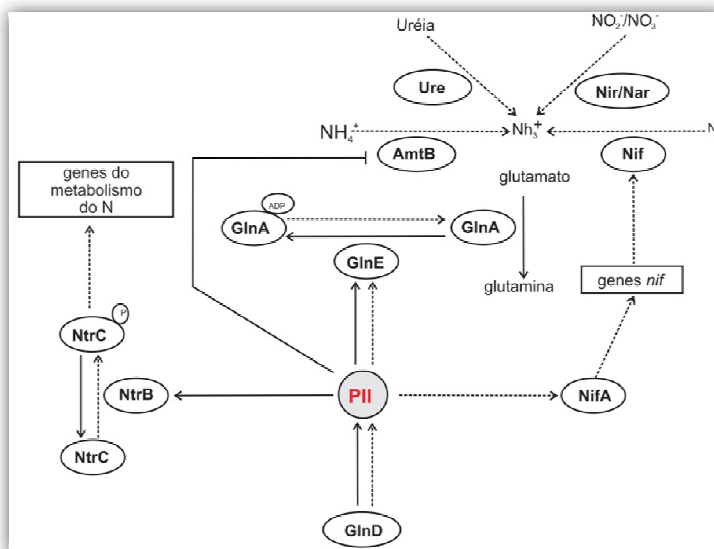 Uréia
NO₂⁻/NO₃⁻
Ure
Nir/Nar
NH₄⁺
Nh₃⁺
N
AmtB
Nif
genes do
metabolismo
do N
glutamato
ADP
GlnA
GlnA
GlnE
glutamina
genes nif
P
NtrC
NtrB
PII
NifA
NtrC
GlnD